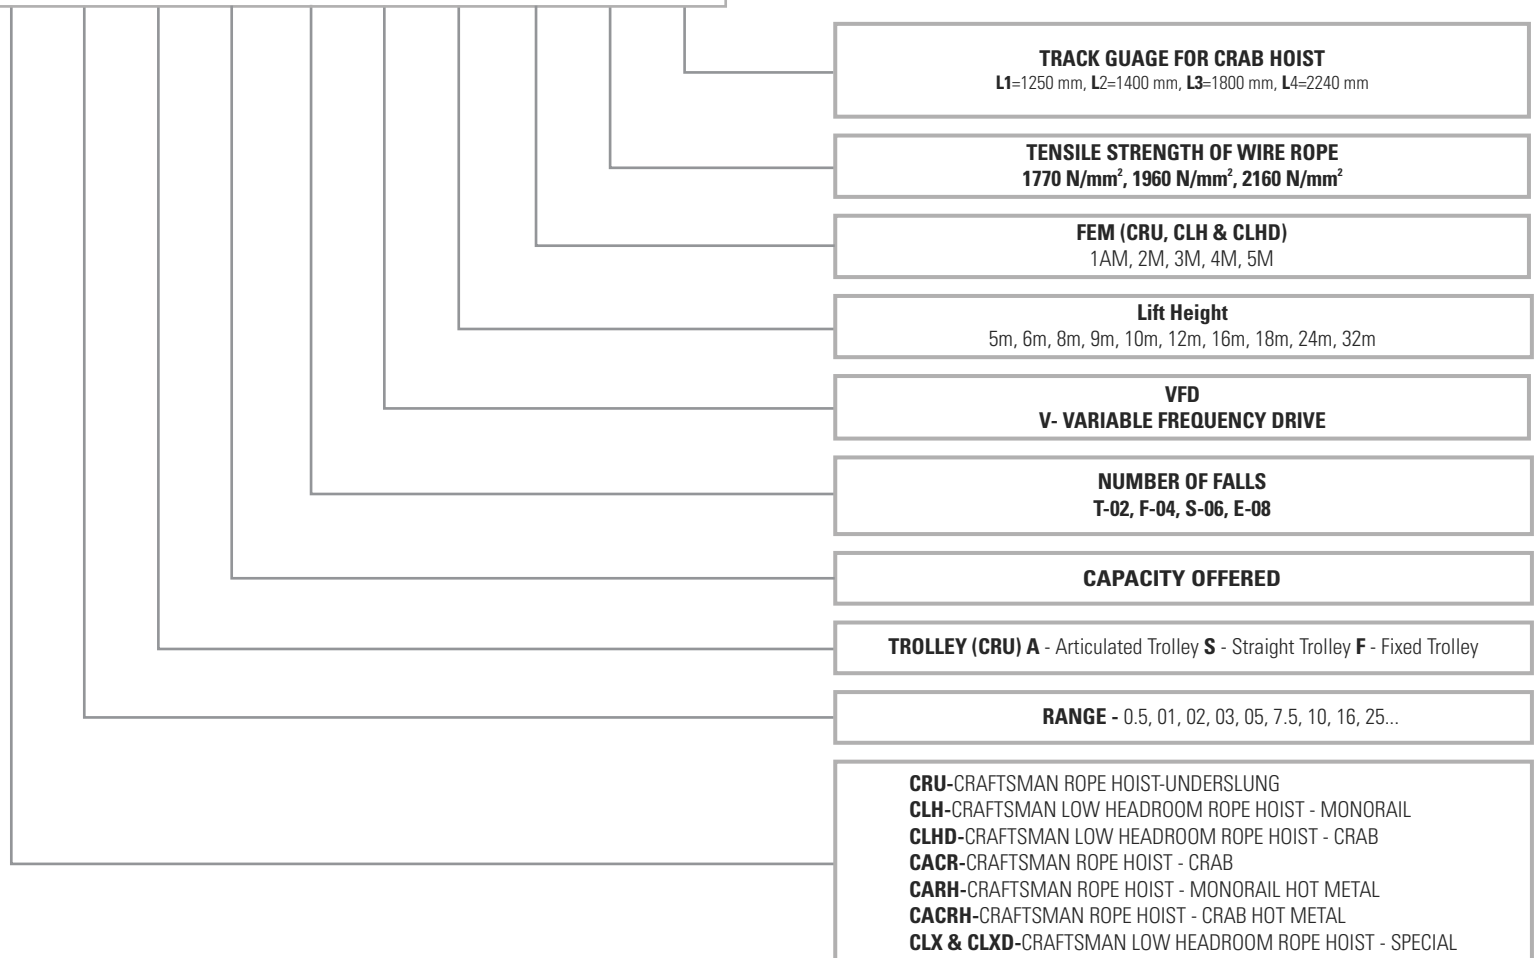 TRACK GUAGE FOR CRAB HOIST
L1=1250 mm, L2=1400 mm, L3=1800 mm, L4=2240 mm
TENSILE STRENGTH OF WIRE ROPE
1770 N/mm², 1960 N/mm², 2160 N/mm²
FEM (CRU, CLH & CLHD)
1AM, 2M, 3M, 4M, 5M
Lift Height
5m, 6m, 8m, 9m, 10m, 12m, 16m, 18m, 24m, 32m
VFD
V- VARIABLE FREQUENCY DRIVE
NUMBER OF FALLS
T-02, F-04, S-06, E-08
CAPACITY OFFERED
TROLLEY (CRU) A - Articulated Trolley S - Straight Trolley F - Fixed Trolley
RANGE - 0.5, 01, 02, 03, 05, 7.5, 10, 16, 25...
CRU-CRAFTSMAN ROPE HOIST-UNDERSLUNG
CLH-CRAFTSMAN LOW HEADROOM ROPE HOIST - MONORAIL
CLHD-CRAFTSMAN LOW HEADROOM ROPE HOIST - CRAB
CACR-CRAFTSMAN ROPE HOIST - CRAB
CARH-CRAFTSMAN ROPE HOIST - MONORAIL HOT METAL
CACRH-CRAFTSMAN ROPE HOIST - CRAB HOT METAL
CLX & CLXD-CRAFTSMAN LOW HEADROOM ROPE HOIST - SPECIAL